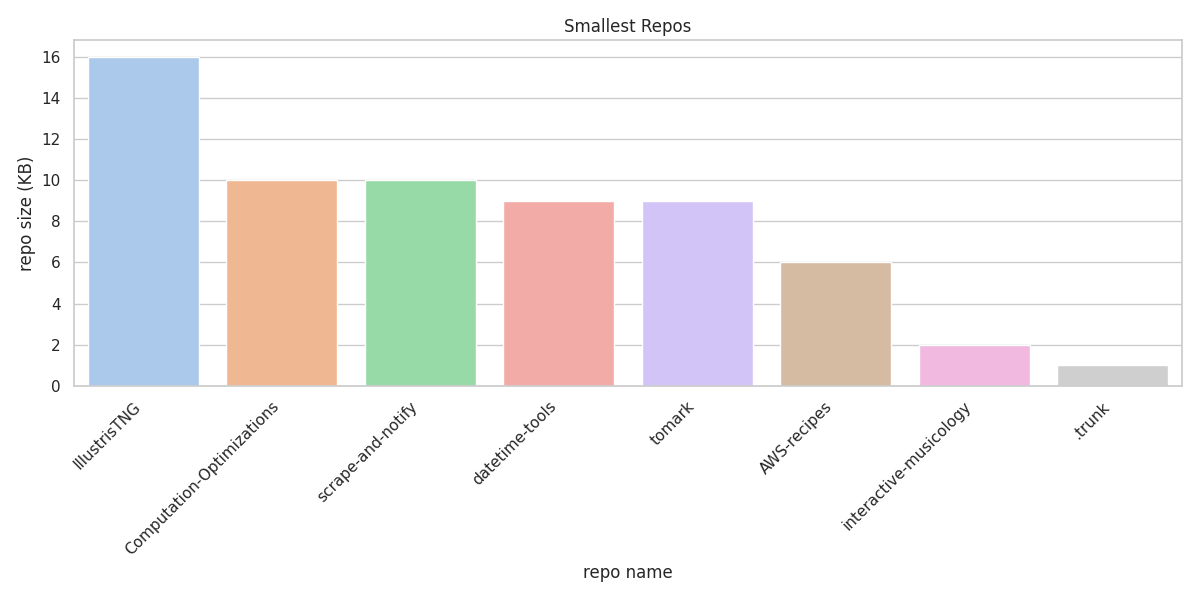 Smallest Repos
repo size (KB)
16
14
12
10
8
6
4
2
0
IllustrisTNG
Computation-Optimizations
scrape-and-notify
datetime-tools
tomark
AWS-recipes
interactive-musicology
.trunk
repo name